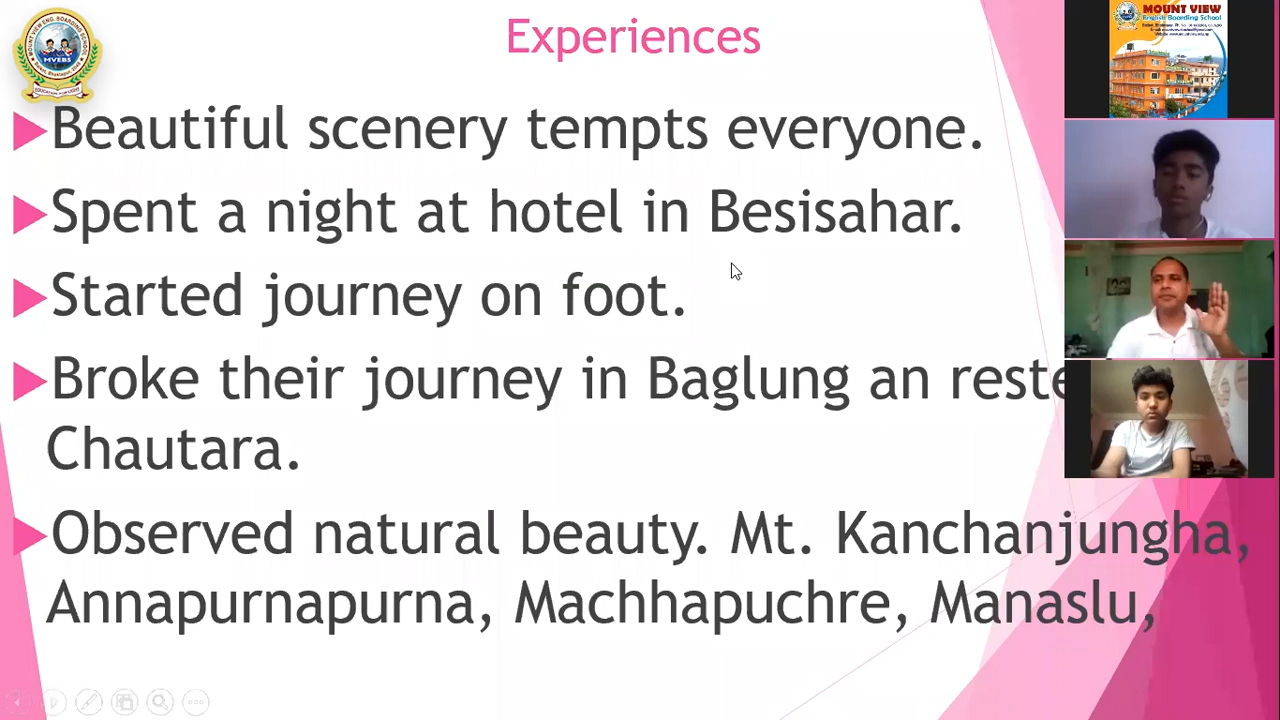 Experiences
Beautiful scenery tempts everyone.
Spent a night at hotel in Besisahar.
Started journey on foot.
Broke their journey in Baglung an
Chautara.
Observed natural beauty. Mt. Kanchanjungha,
Annapurnapurna, Machhapuchre, Manaslu,
MVEBS
MOUNT VIEW
English Boarding School